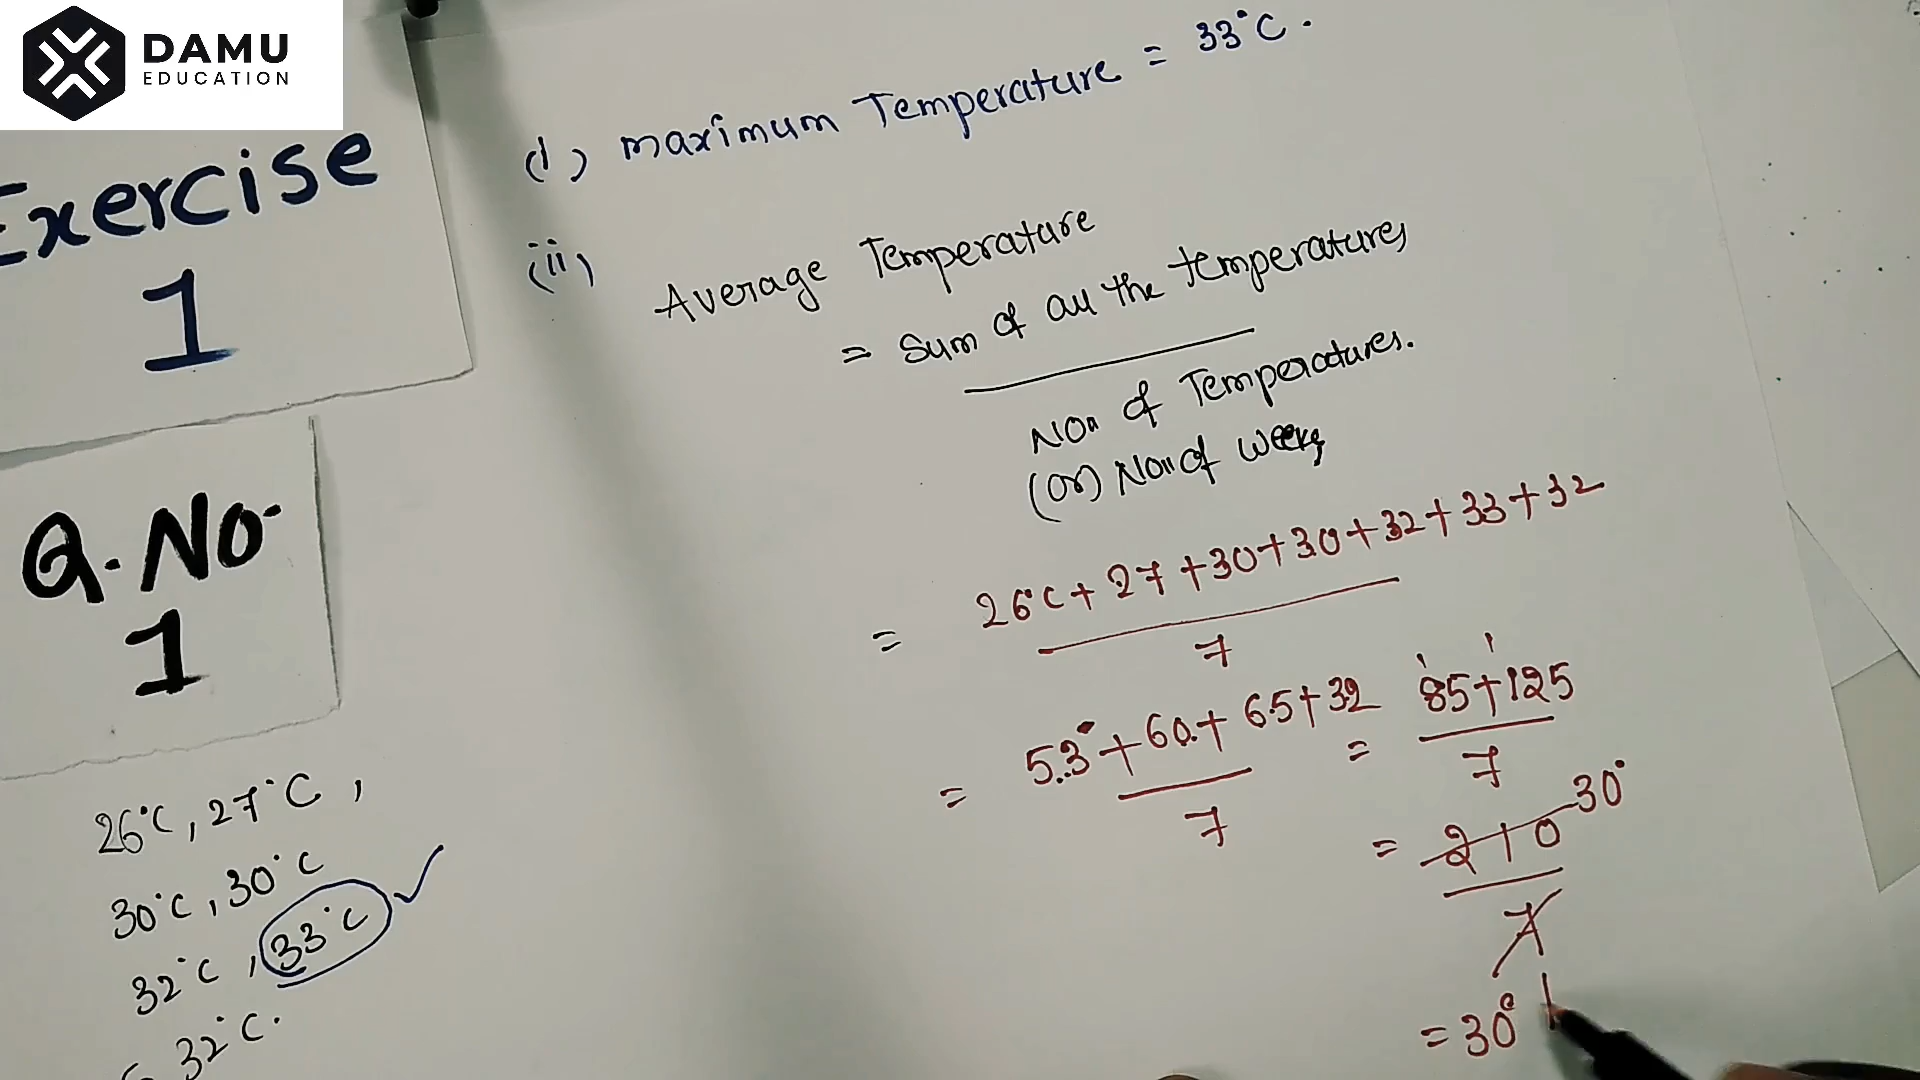 DAMU
EDUCATION
Exercise
1
Q.No.
1
26°C, 27°C,
30°C, 30°C
32°C, 33°C
32°C.
(i) maximum Temperature = 33°C.
(ii) Average Temperature
= Sum of all the temperatures
No" of Temperatures.
(or) No" of weeks
= 26°C + 27 + 30 + 30 + 32 + 33 + 32
7
= 53° + 60 + 65 + 32 = 85 + 125
7 7
= 210 30°
7
= 30°